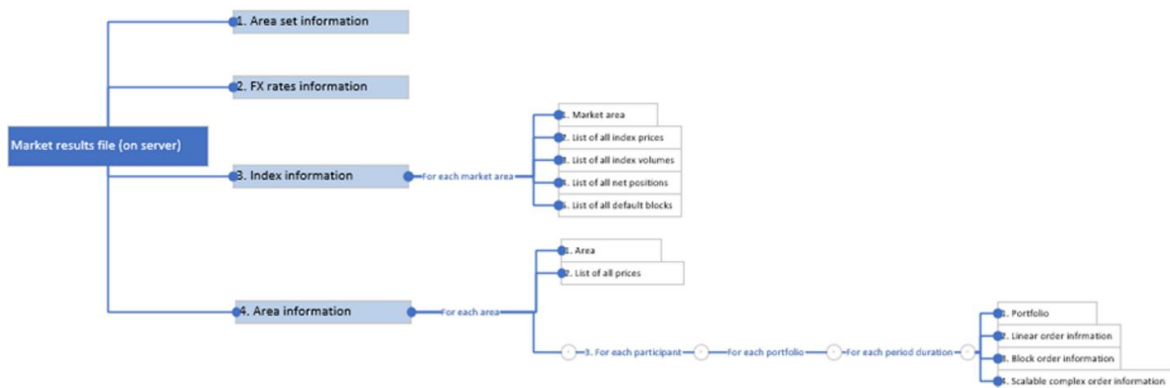 1. Area set information
2. FX rates information
Market results file (on server)
3. Index information
For each market area
1. Market area
2. List of all index prices
3. List of all index volumes
4. List of all net positions
5. List of all default blocks
4. Area information
For each area
1. Area
2. List of all prices
3. For each participant
For each portfolio
For each period duration
1. Portfolio
2. Linear order infrmation
3. Block order information
4. Scalable complex order information